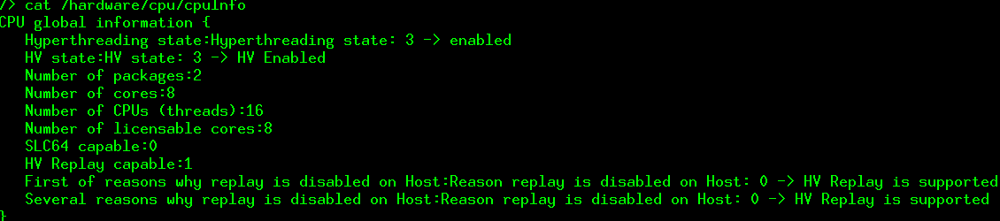 /> cat /hardware/cpu/cpuInfo
CPU global information {
Hyperthreading state:Hyperthreading state: 3 -> enabled
HV state:HV state: 3 -> HV Enabled
Number of packages:2
Number of cores:8
Number of CPUs (threads):16
Number of licensable cores:8
SLC64 capable:0
HV Replay capable:1
First of reasons why replay is disabled on Host:Reason replay is disabled on Host: 0 -> HV Replay is supported
Several reasons why replay is disabled on Host:Reason replay is disabled on Host: 0 -> HV Replay is supported
}